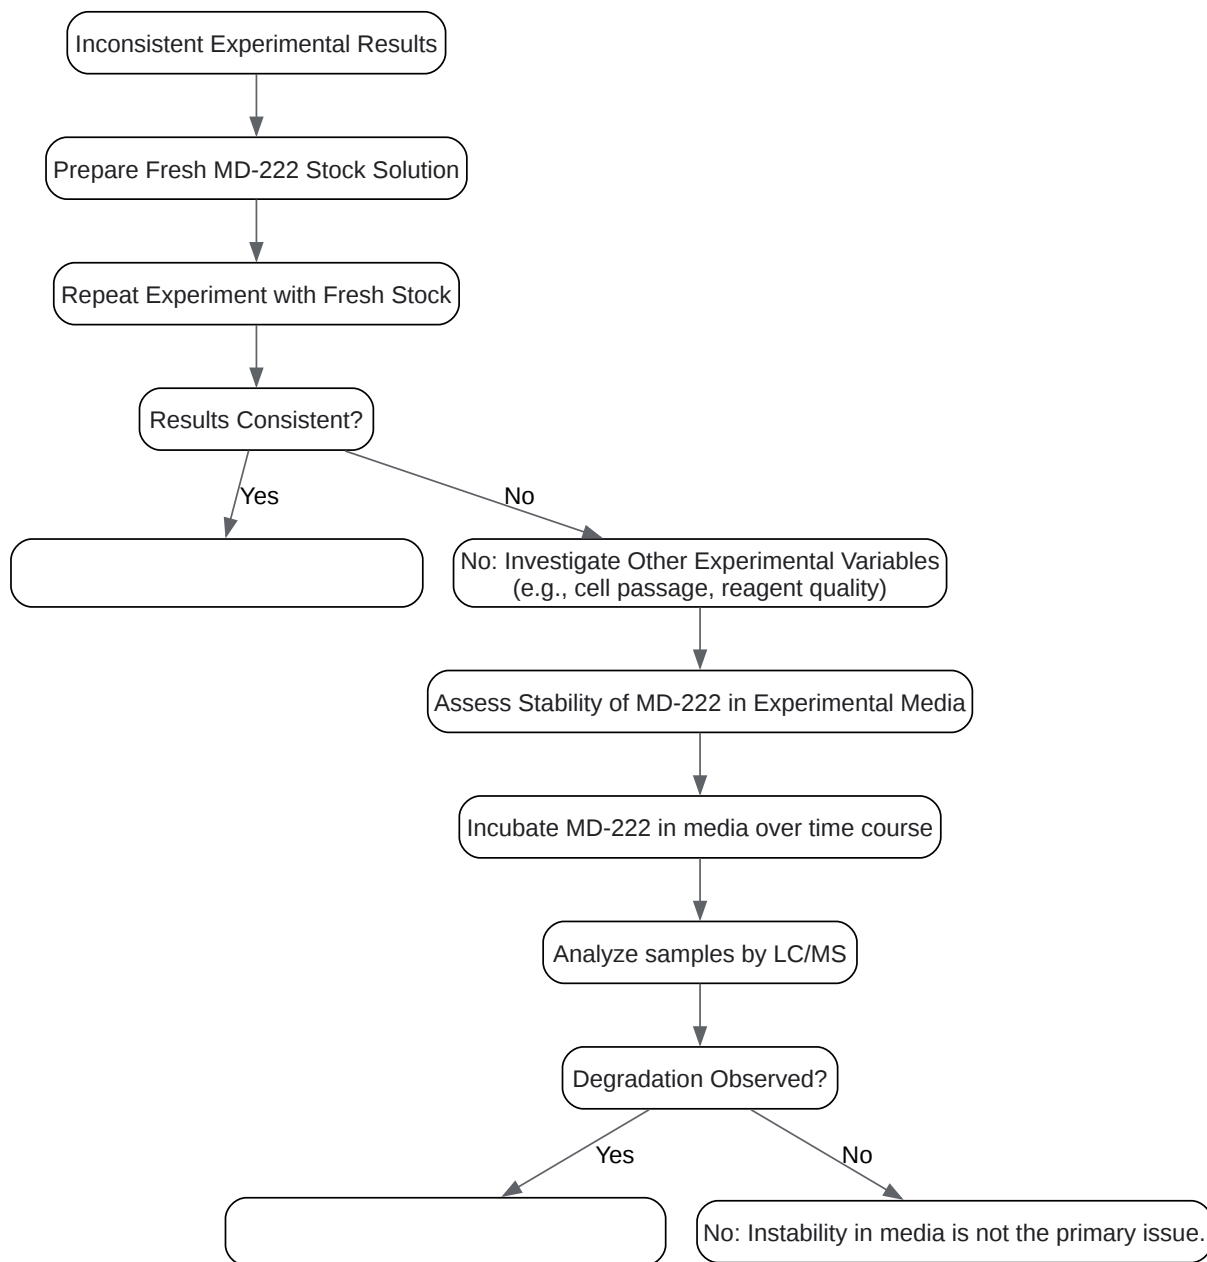 Inconsistent Experimental Results
Prepare Fresh MD-222 Stock Solution
Repeat Experiment with Fresh Stock
Results Consistent?
Yes
No
No: Investigate Other Experimental Variables
(e.g., cell passage, reagent quality)
Assess Stability of MD-222 in Experimental Media
Incubate MD-222 in media over time course
Analyze samples by LC/MS
Degradation Observed?
Yes
No
No: Instability in media is not the primary issue.